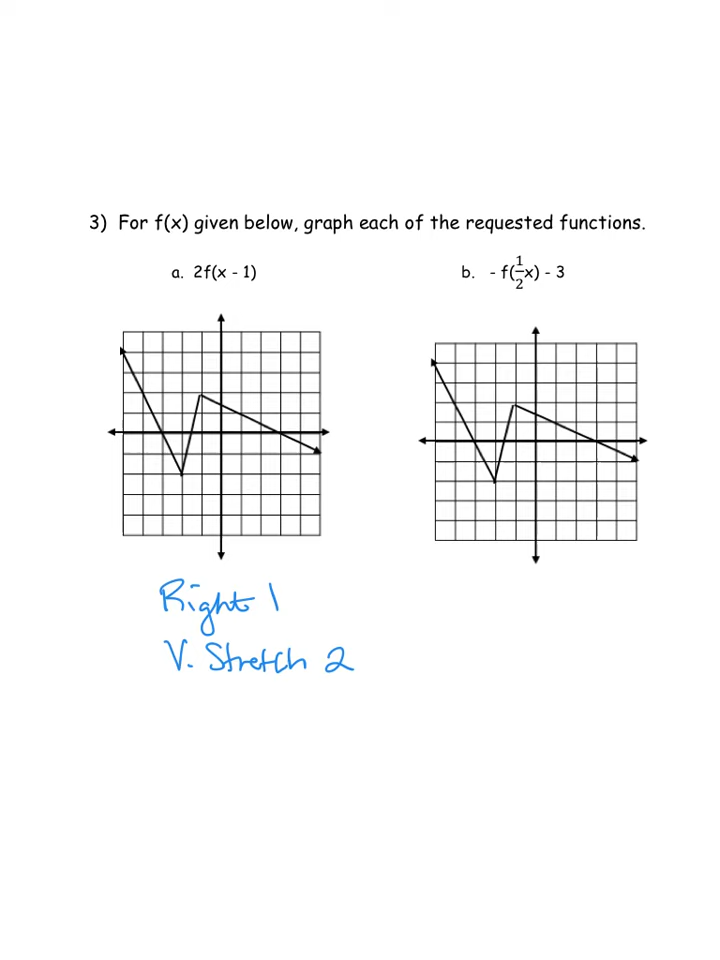 3) For f(x) given below, graph each of the requested functions.
a. 2f(x - 1)
b. - f(1/2x) - 3
Right 1
V. Stretch 2